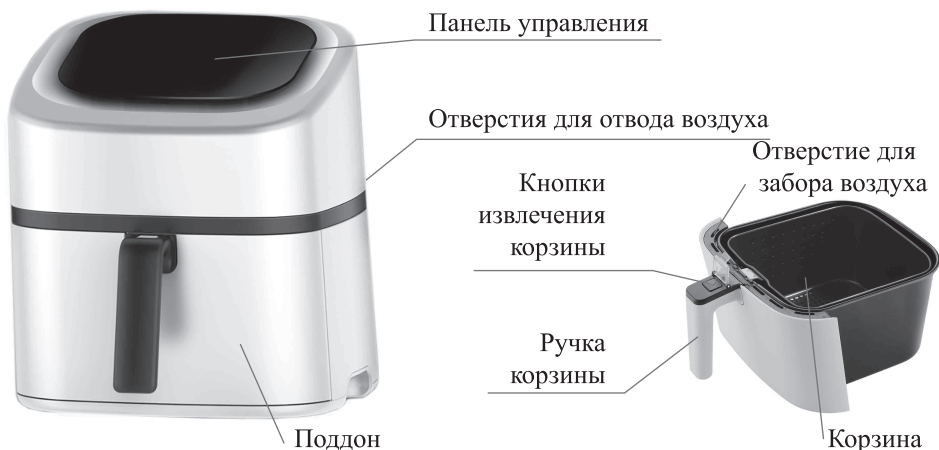 Панель управления
Отверстия для отвода воздуха
Отверстие для
забора воздуха
Кнопки
извлечения
корзины
Ручка
корзины
Поддон
Корзина